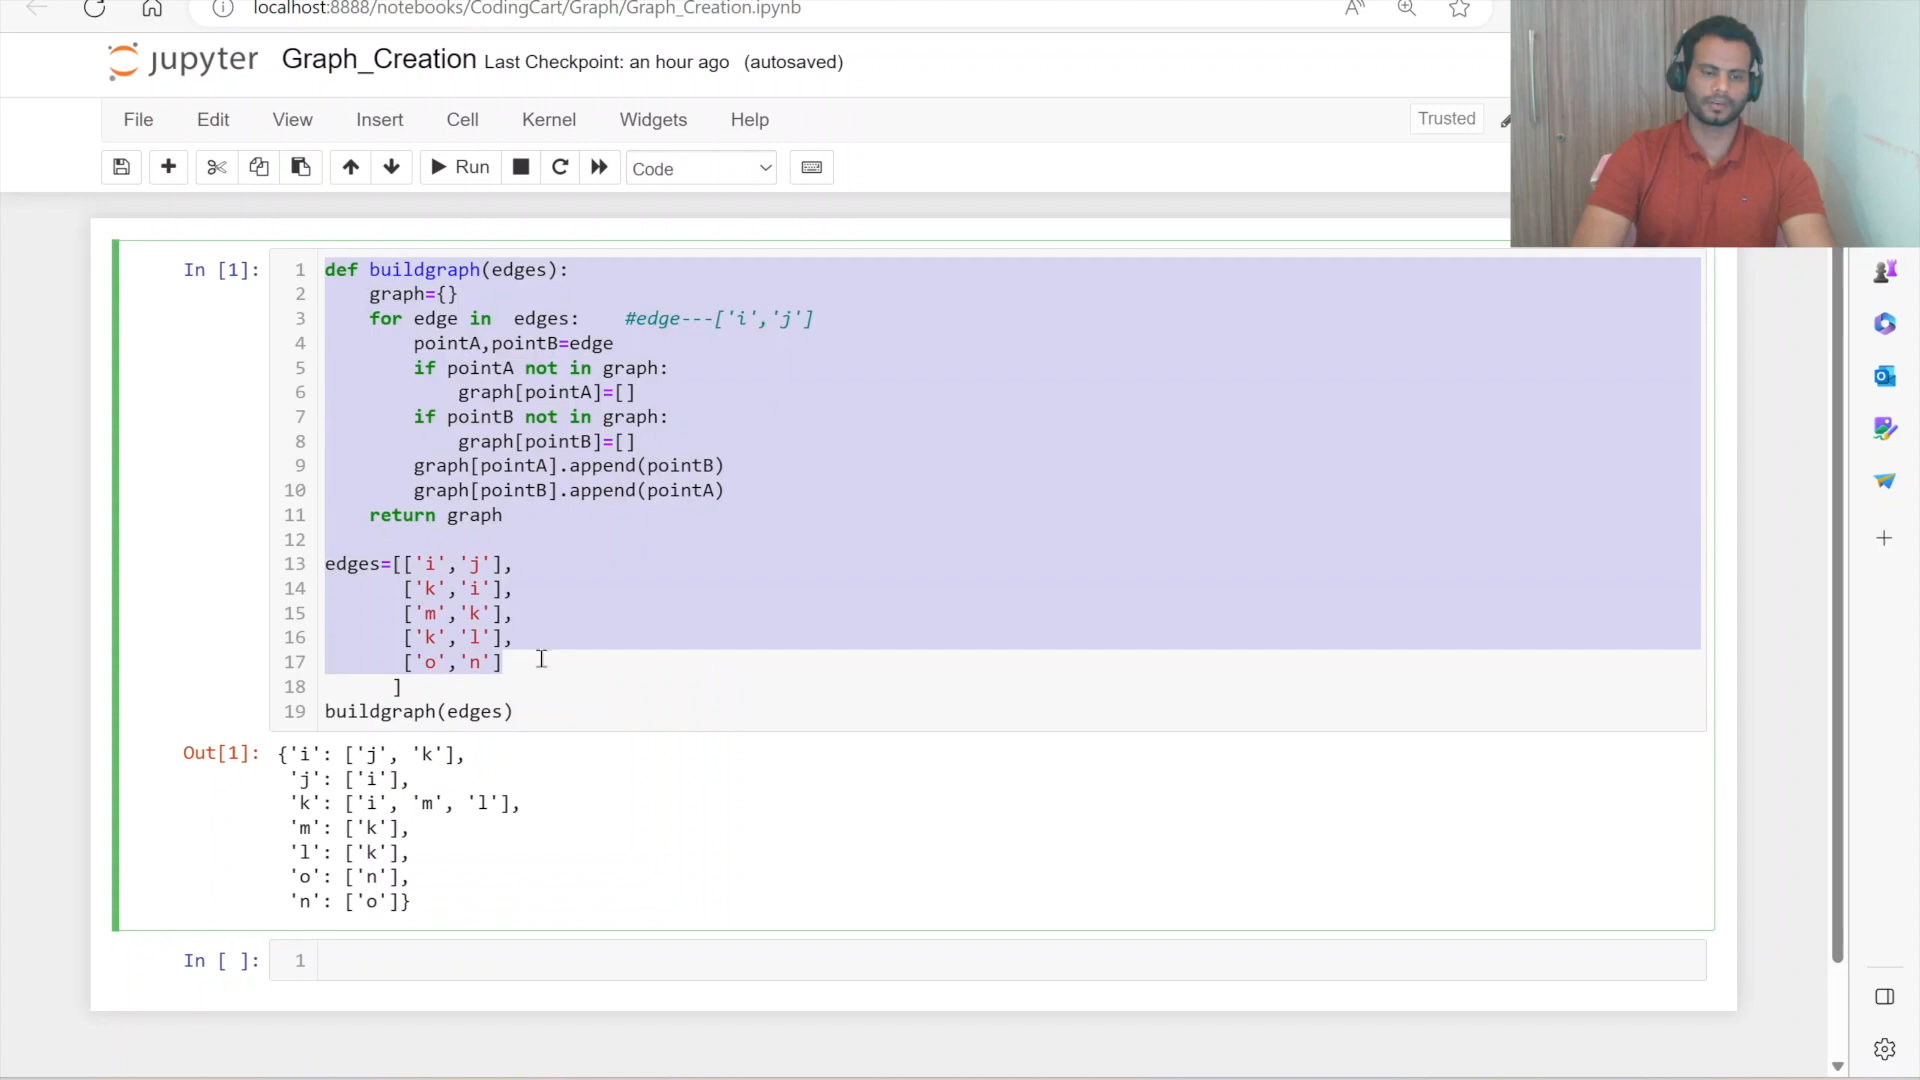 localhost:8888/notebooks/CodingCart/Graph/Graph_Creation.ipynb
jupyter Graph_Creation Last Checkpoint: an hour ago (autosaved)
File Edit View Insert Cell Kernel Widgets Help Trusted
Run Code
In [1]:
1 def buildgraph(edges):
2     graph={}
3     for edge in  edges:    #edge---['i','j']
4         pointA,pointB=edge
5         if pointA not in graph:
6             graph[pointA]=[]
7         if pointB not in graph:
8             graph[pointB]=[]
9         graph[pointA].append(pointB)
10         graph[pointB].append(pointA)
11     return graph
12
13 edges=[['i','j'],
14        ['k','i'],
15        ['m','k'],
16        ['k','l'],
17        ['o','n']
18       ]
19 buildgraph(edges)
Out[1]: {'i': ['j', 'k'],
'j': ['i'],
'k': ['i', 'm', 'l'],
'm': ['k'],
'l': ['k'],
'o': ['n'],
'n': ['o']}
In [ ]: 1